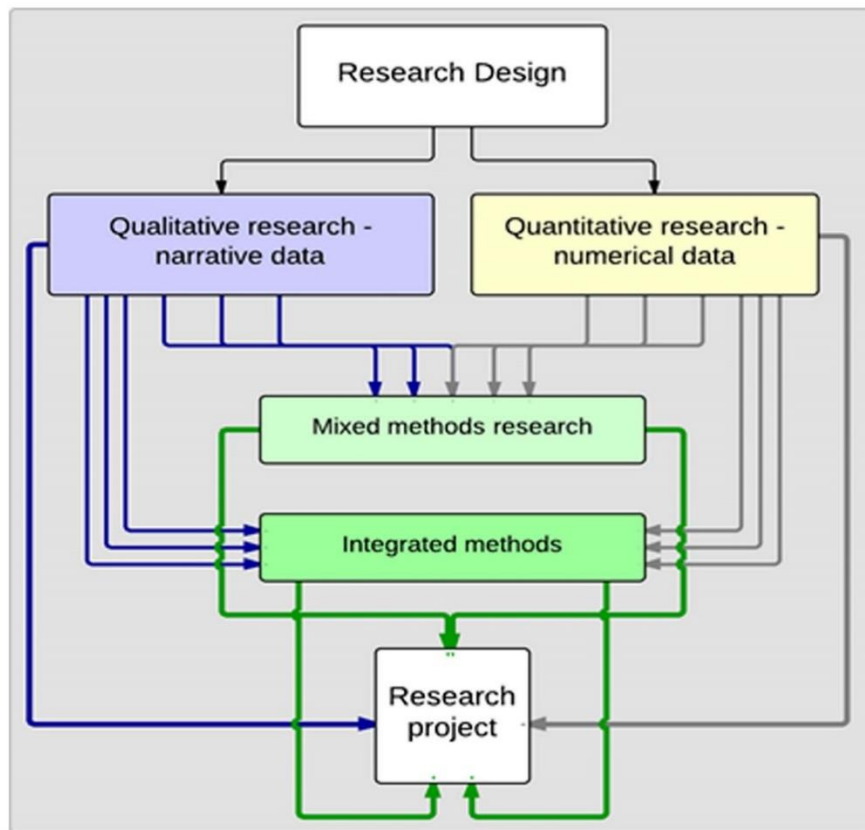 Research Design
Qualitative research -
narrative data
Quantitative research -
numerical data
Mixed methods research
Integrated methods
Research
project